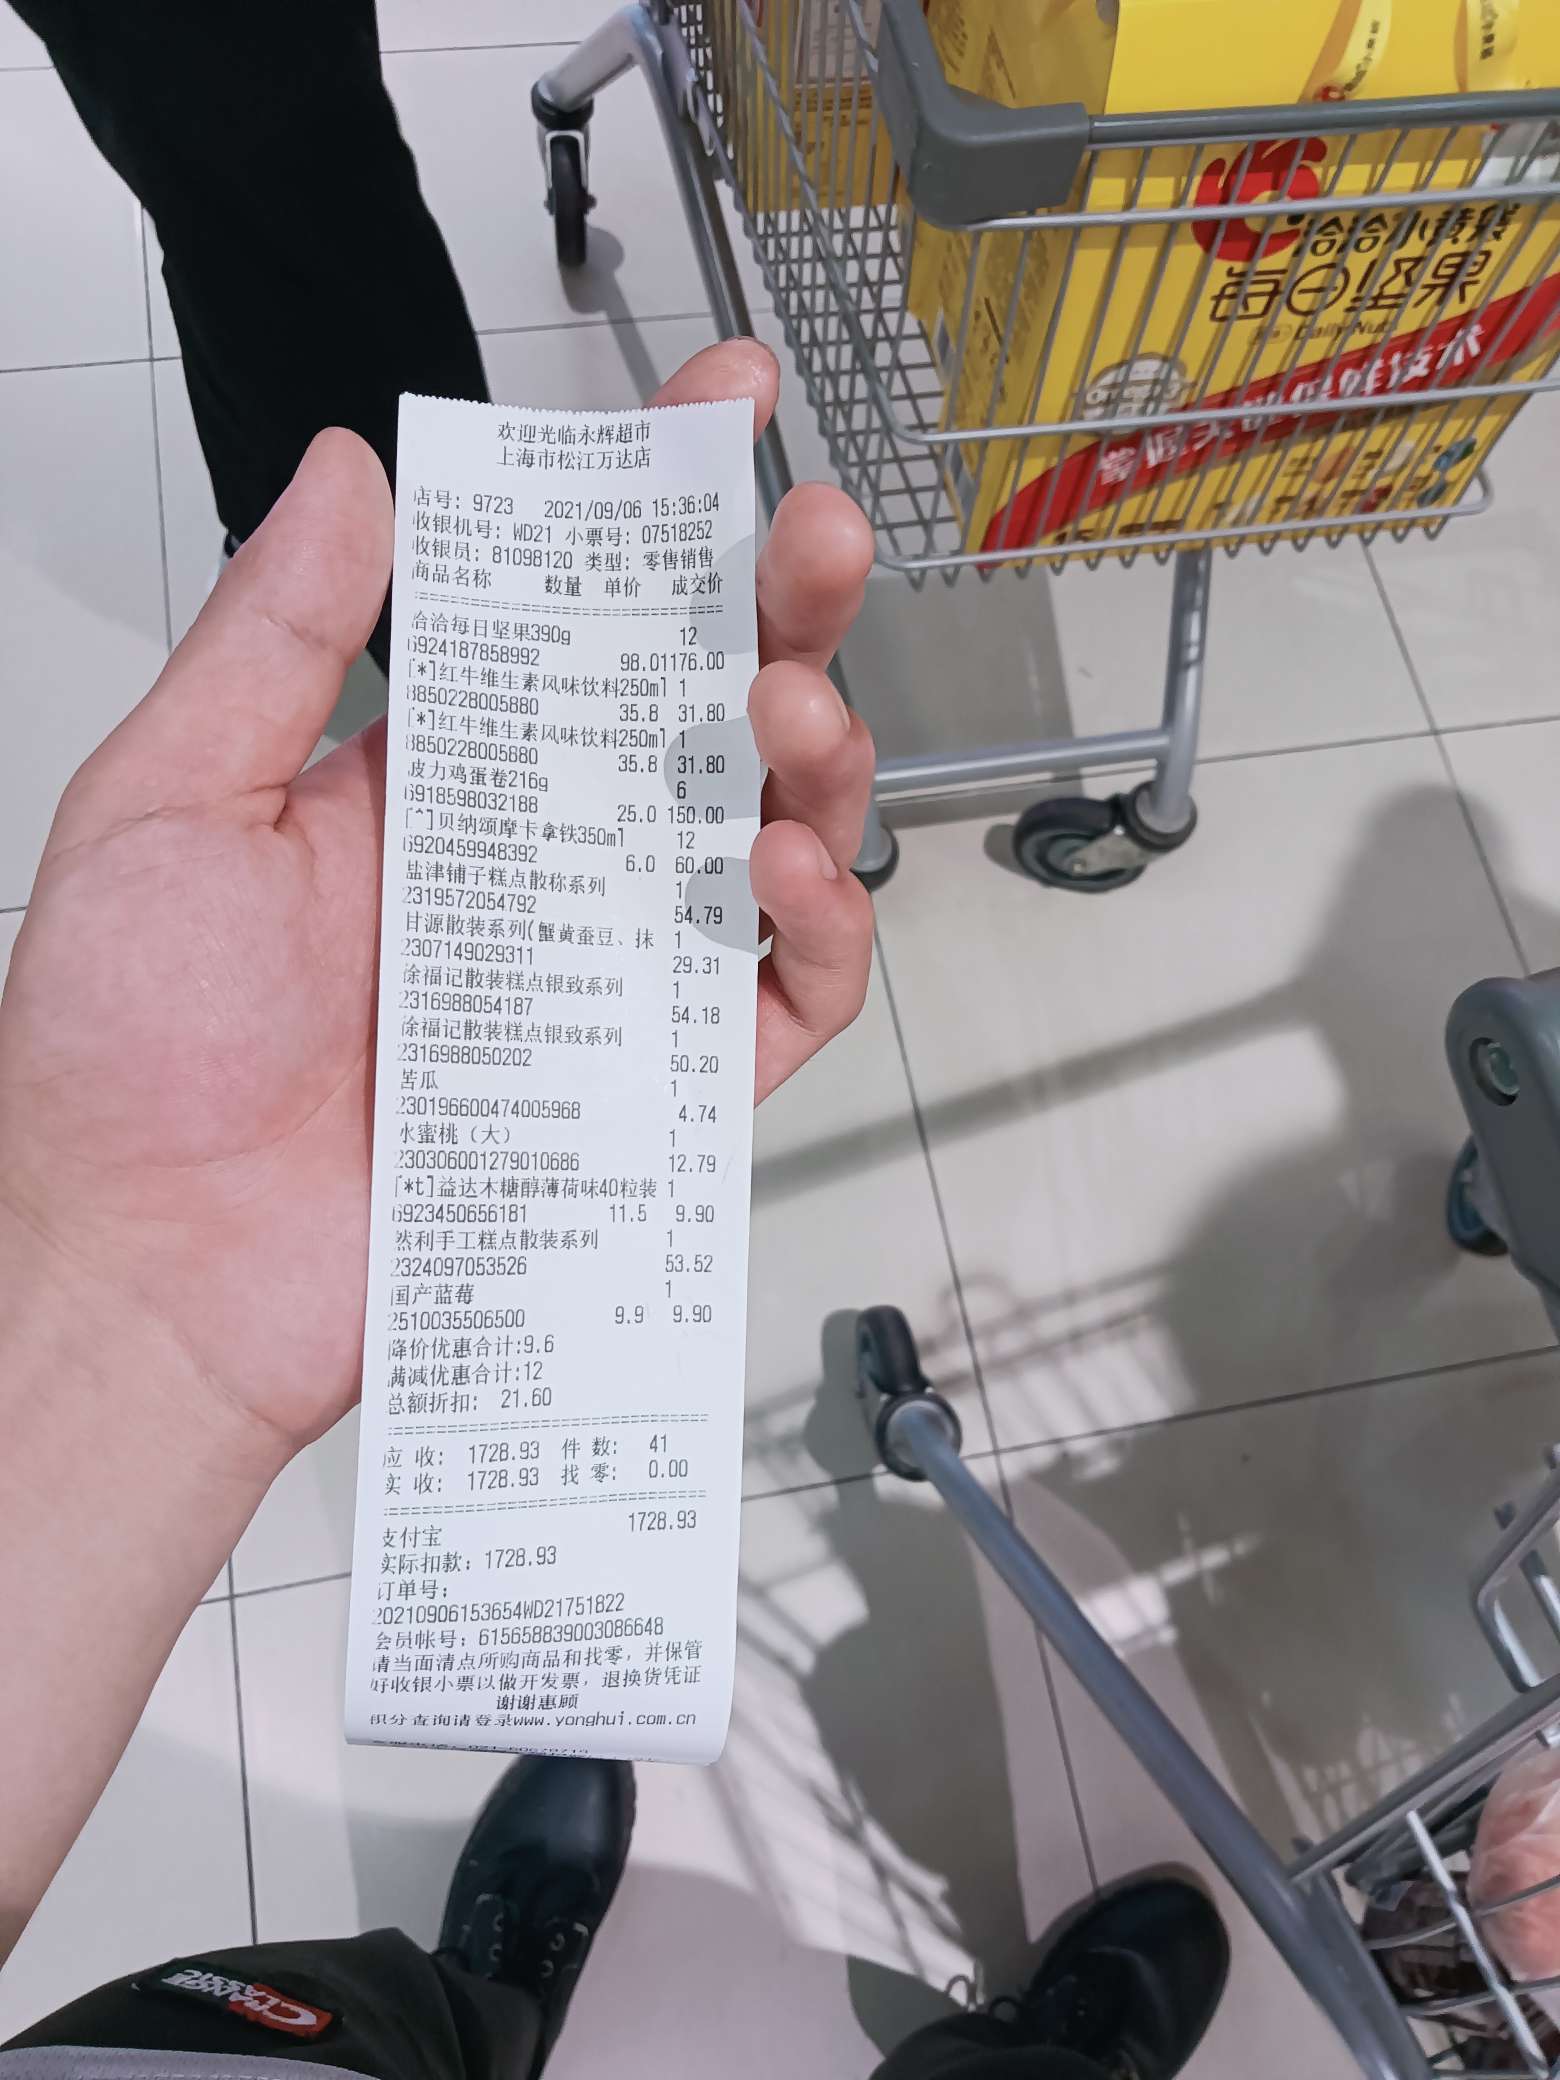 欢迎光临永辉超市
上海市松江万达店
店号: 9723 2021/09/06 15:36:04
收银机号: WD21 小票号: 07518252
收银员: 81098120 类型: 零售销售
商品名称 数量 单价 成交价
洽洽每日坚果390g 12
6924187858992 98.01176.00
[*]红牛维生素风味饮料250ml 1
8850228005880 35.8 31.80
[*]红牛维生素风味饮料250ml 1
8850228005880 35.8 31.80
波力鸡蛋卷216g 6
6918598032188 25.0 150.00
[^]贝纳颂摩卡拿铁350ml 12
6920459948392 6.0 60.00
盐津铺子糕点散称系列 1
2319572054792 54.79
甘源散装系列(蟹黄蚕豆、抹 1
2307149029311 29.31
徐福记散装糕点银致系列 1
2316988054187 54.18
徐福记散装糕点银致系列 1
2316988050202 50.20
苦瓜 1
230196600474005968 4.74
水蜜桃（大） 1
230306001279010686 12.79
[*t]益达木糖醇薄荷味40粒装 1
6923450656181 11.5 9.90
然利手工糕点散装系列 1
2324097053526 53.52
国产蓝莓 1
2510035506500 9.9 9.90
降价优惠合计:9.6
满减优惠合计:12
总额折扣: 21.60
应 收: 1728.93 件 数: 41
实 收: 1728.93 找 零: 0.00
支付宝 1728.93
实际扣款: 1728.93
订单号:
20210906153654WD21751822
会员帐号: 615658839003086648
请当面清点所购商品和找零, 并保管
好收银小票以做开发票, 退换货凭证
谢谢惠顾
积分查询请登录www.yonghui.com.cn
洽洽小黄袋
每日坚果
Daily Nuts
掌握关键保鲜技术
CHANGE
CLASSIC